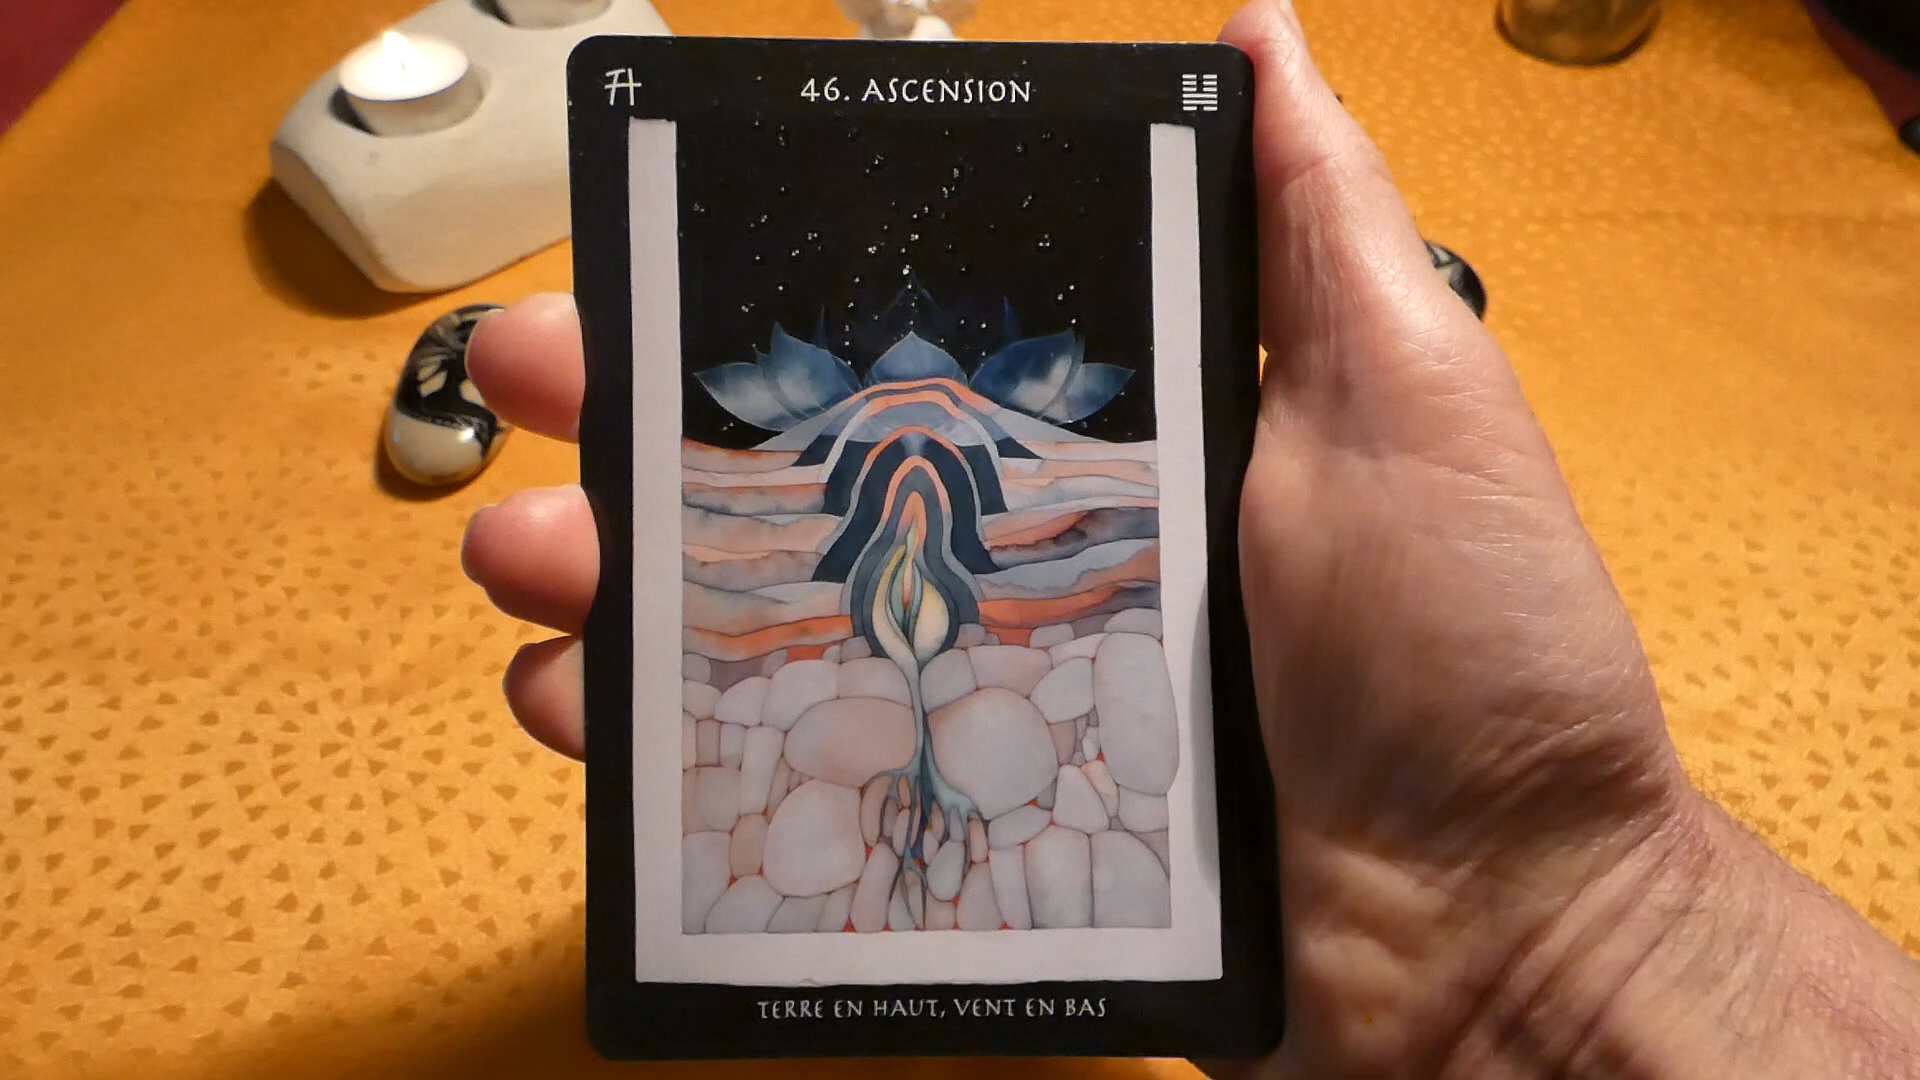 46. ASCENSION
TERRE EN HAUT, VENT EN BAS